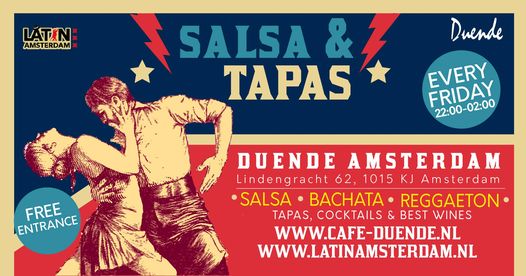 LATIN
AMSTERDAM
SALSA &
TAPAS
Duende
EVERY
FRIDAY
22:00-02:00
FREE
ENTRANCE
DUENDE AMSTERDAM
Lindengracht 62, 1015 KJ Amsterdam
• SALSA • BACHATA • REGGAETON •
TAPAS, COCKTAILS & BEST WINES
WWW.CAFE-DUENDE.NL
WWW.LATINAMSTERDAM.NL